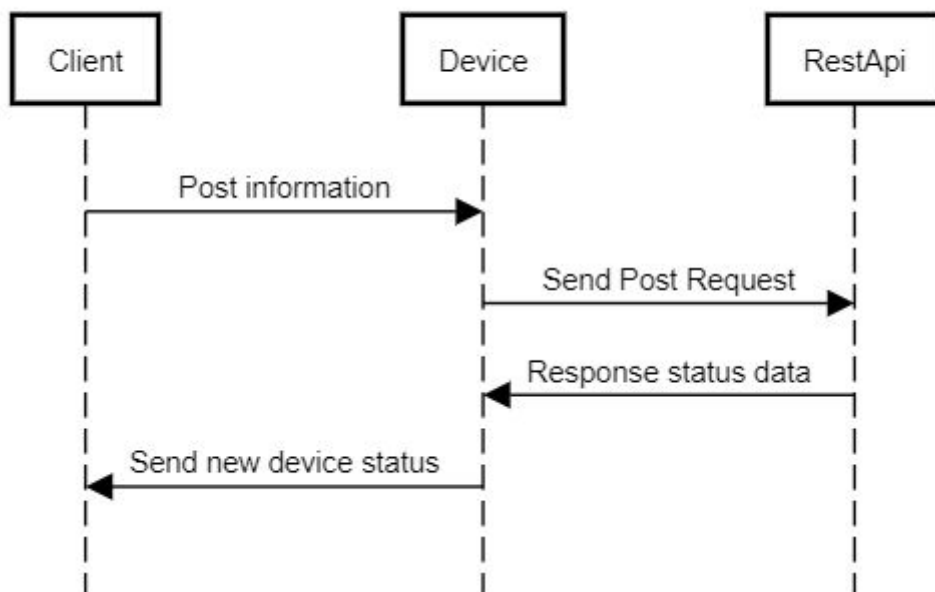 Client
Device
RestApi
Post information
Send Post Request
Response status data
Send new device status